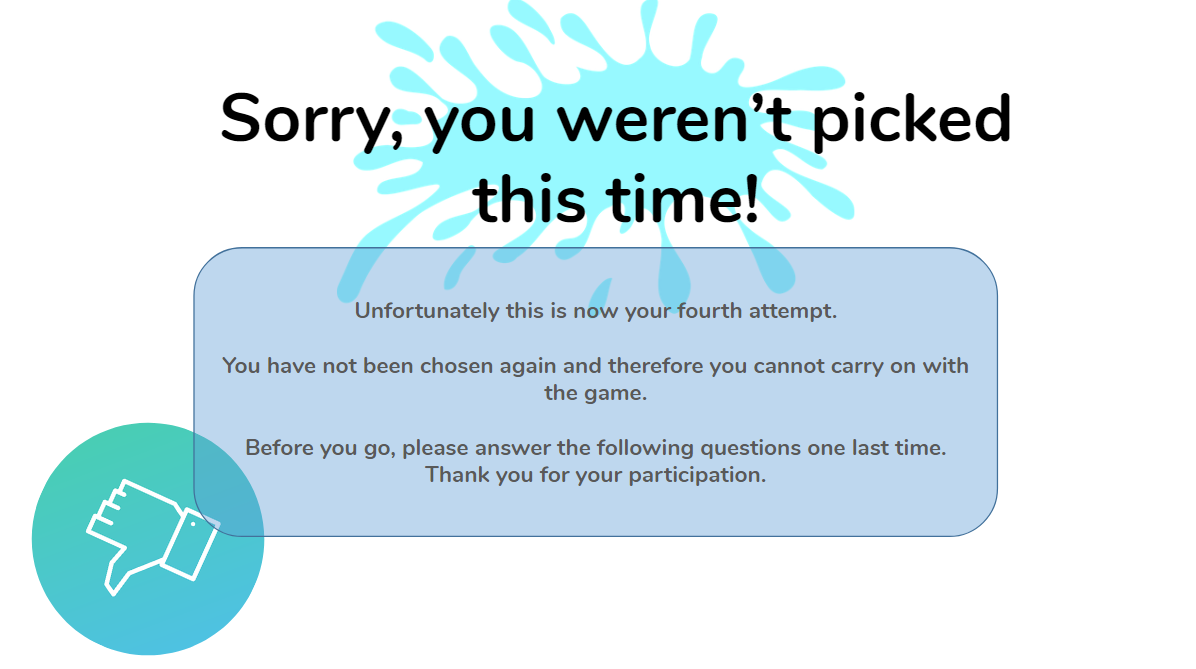 Sorry, you weren’t picked
this time!
Unfortunately this is now your fourth attempt.
You have not been chosen again and therefore you cannot carry on with
the game.
Before you go, please answer the following questions one last time.
Thank you for your participation.